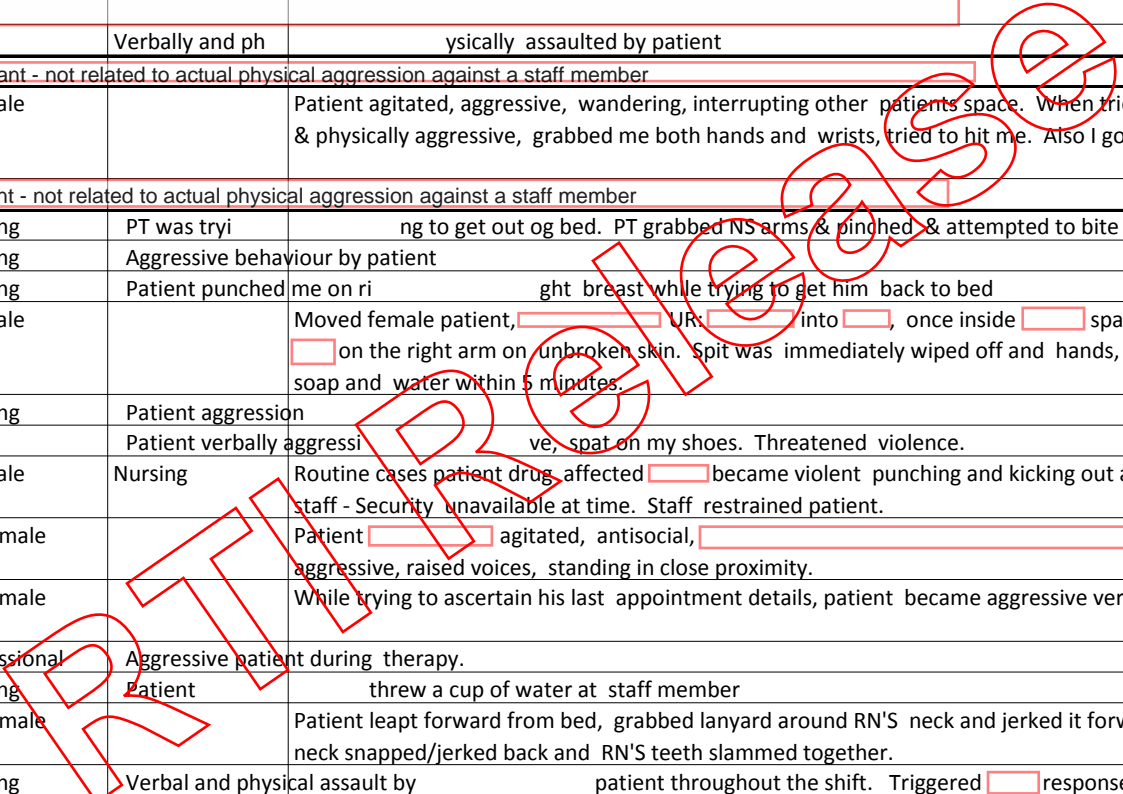 Verbally and ph ysically assaulted by patient
ant - not related to actual physical aggression against a staff member
ale Patient agitated, aggressive, wandering, interrupting other patients space. When tri
& physically aggressive, grabbed me both hands and wrists, tried to hit me. Also I go
nt - not related to actual physical aggression against a staff member
ng PT was tryi ng to get out og bed. PT grabbed NS arms & pinched & attempted to bite
ng Aggressive behaviour by patient
ng Patient punched me on ri ght breast while trying to get him back to bed
ale Moved female patient, UR: into , once inside spa
on the right arm on unbroken skin. Spit was immediately wiped off and hands,
soap and water within 5 minutes.
ng Patient aggression
Patient verbally aggressi ve, spat on my shoes. Threatened violence.
ale Nursing Routine cases patient drug affected became violent punching and kicking out a
staff - Security unavailable at time. Staff restrained patient.
male Patient agitated, antisocial,
aggressive, raised voices, standing in close proximity.
male While trying to ascertain his last appointment details, patient became aggressive ver
ssional Aggressive patient during therapy.
ng Patient threw a cup of water at staff member
male Patient leapt forward from bed, grabbed lanyard around RN'S neck and jerked it forw
neck snapped/jerked back and RN'S teeth slammed together.
ng Verbal and physical assault by patient throughout the shift. Triggered response
RTI Release